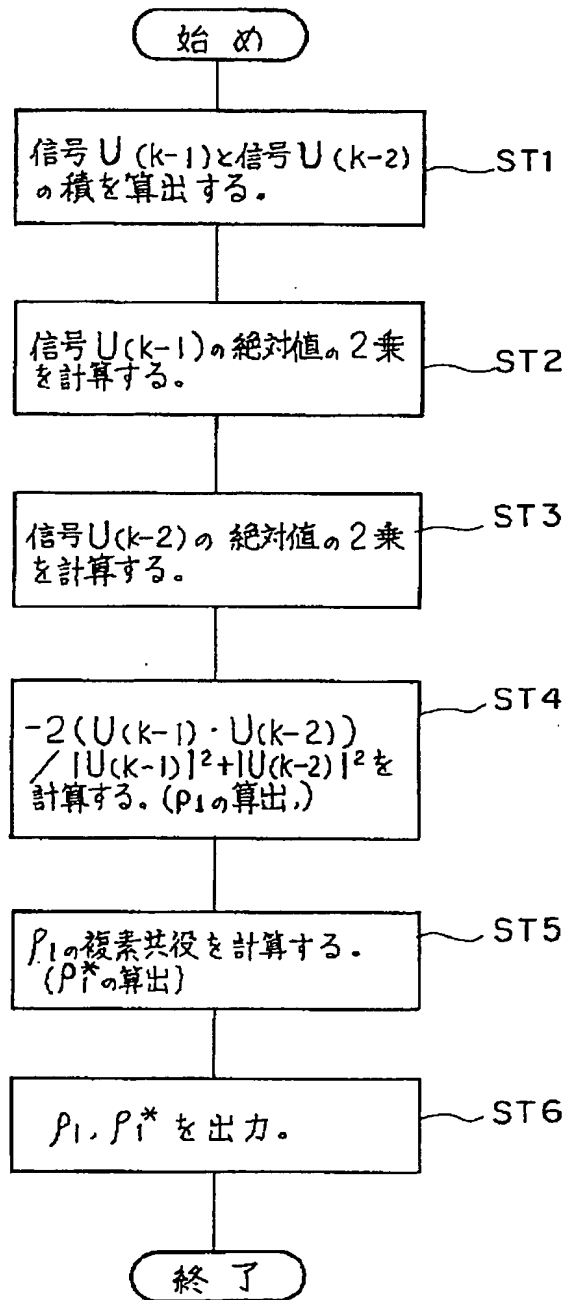 始め
信号U(k-1)と信号U(k-2)
の積を算出する。
ST1
信号U(k-1)の絶対値の2乗
を計算する。
ST2
信号U(k-2)の絶対値の2乗
を計算する。
ST3
-2(U(k-1)・U(k-2))
/|U(k-1)|²+|U(k-2)|²を
計算する。(ρ1の算出,)
ST4
ρ1の複素共役を計算する。
(ρ1*の算出)
ST5
ρ1, ρ1* を出力。
ST6
終了